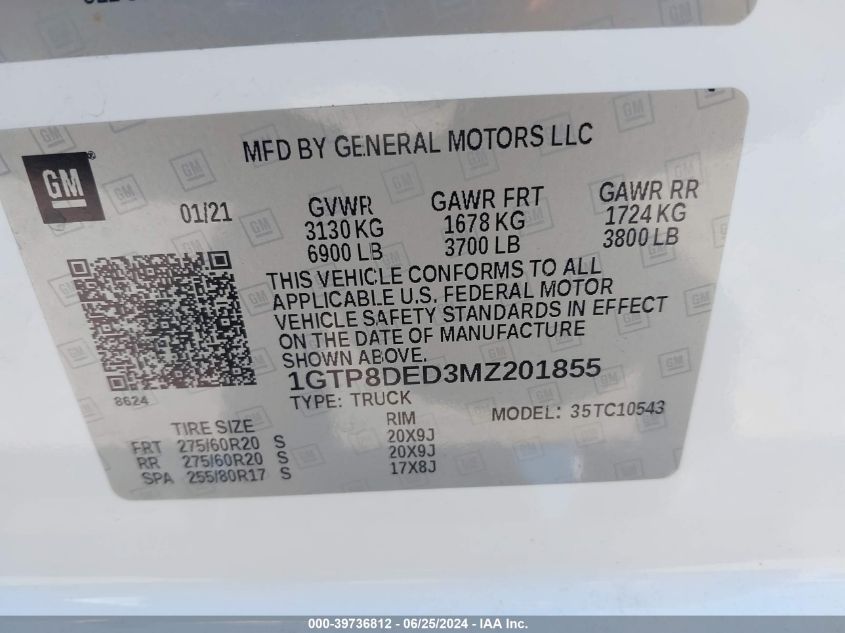 GM
MFD BY GENERAL MOTORS LLC
01/21
GVWR GAWR FRT GAWR RR
3130 KG 1678 KG 1724 KG
6900 LB 3700 LB 3800 LB
THIS VEHICLE CONFORMS TO ALL
APPLICABLE U.S. FEDERAL MOTOR
VEHICLE SAFETY STANDARDS IN EFFECT
ON THE DATE OF MANUFACTURE
SHOWN ABOVE.
1GTP8DED3MZ201855
8624
TYPE: TRUCK MODEL: 35TC10543
TIRE SIZE RIM
FRT 275/60R20 S 20X9J
RR 275/60R20 S 20X9J
SPA 255/80R17 S 17X8J
000-39736812 / 06/25/2024 - IAA Inc.